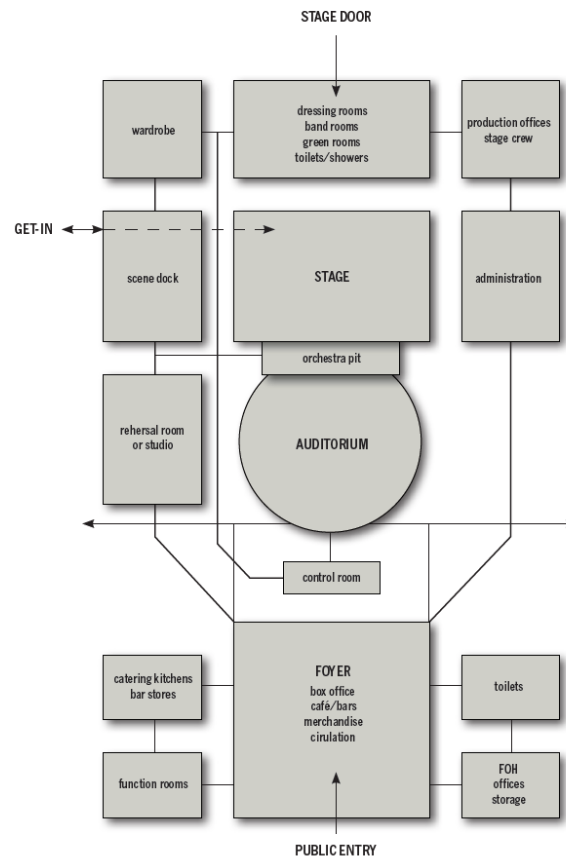 STAGE DOOR
wardrobe
dressing rooms
band rooms
green rooms
toilets/showers
production offices
stage crew
GET-IN
scene dock
STAGE
administration
orchestra pit
rehersal room
or studio
AUDITORIUM
control room
catering kitchens
bar stores
FOYER
box office
café/bars
merchandise
cirulation
toilets
function rooms
FOH
offices
storage
PUBLIC ENTRY